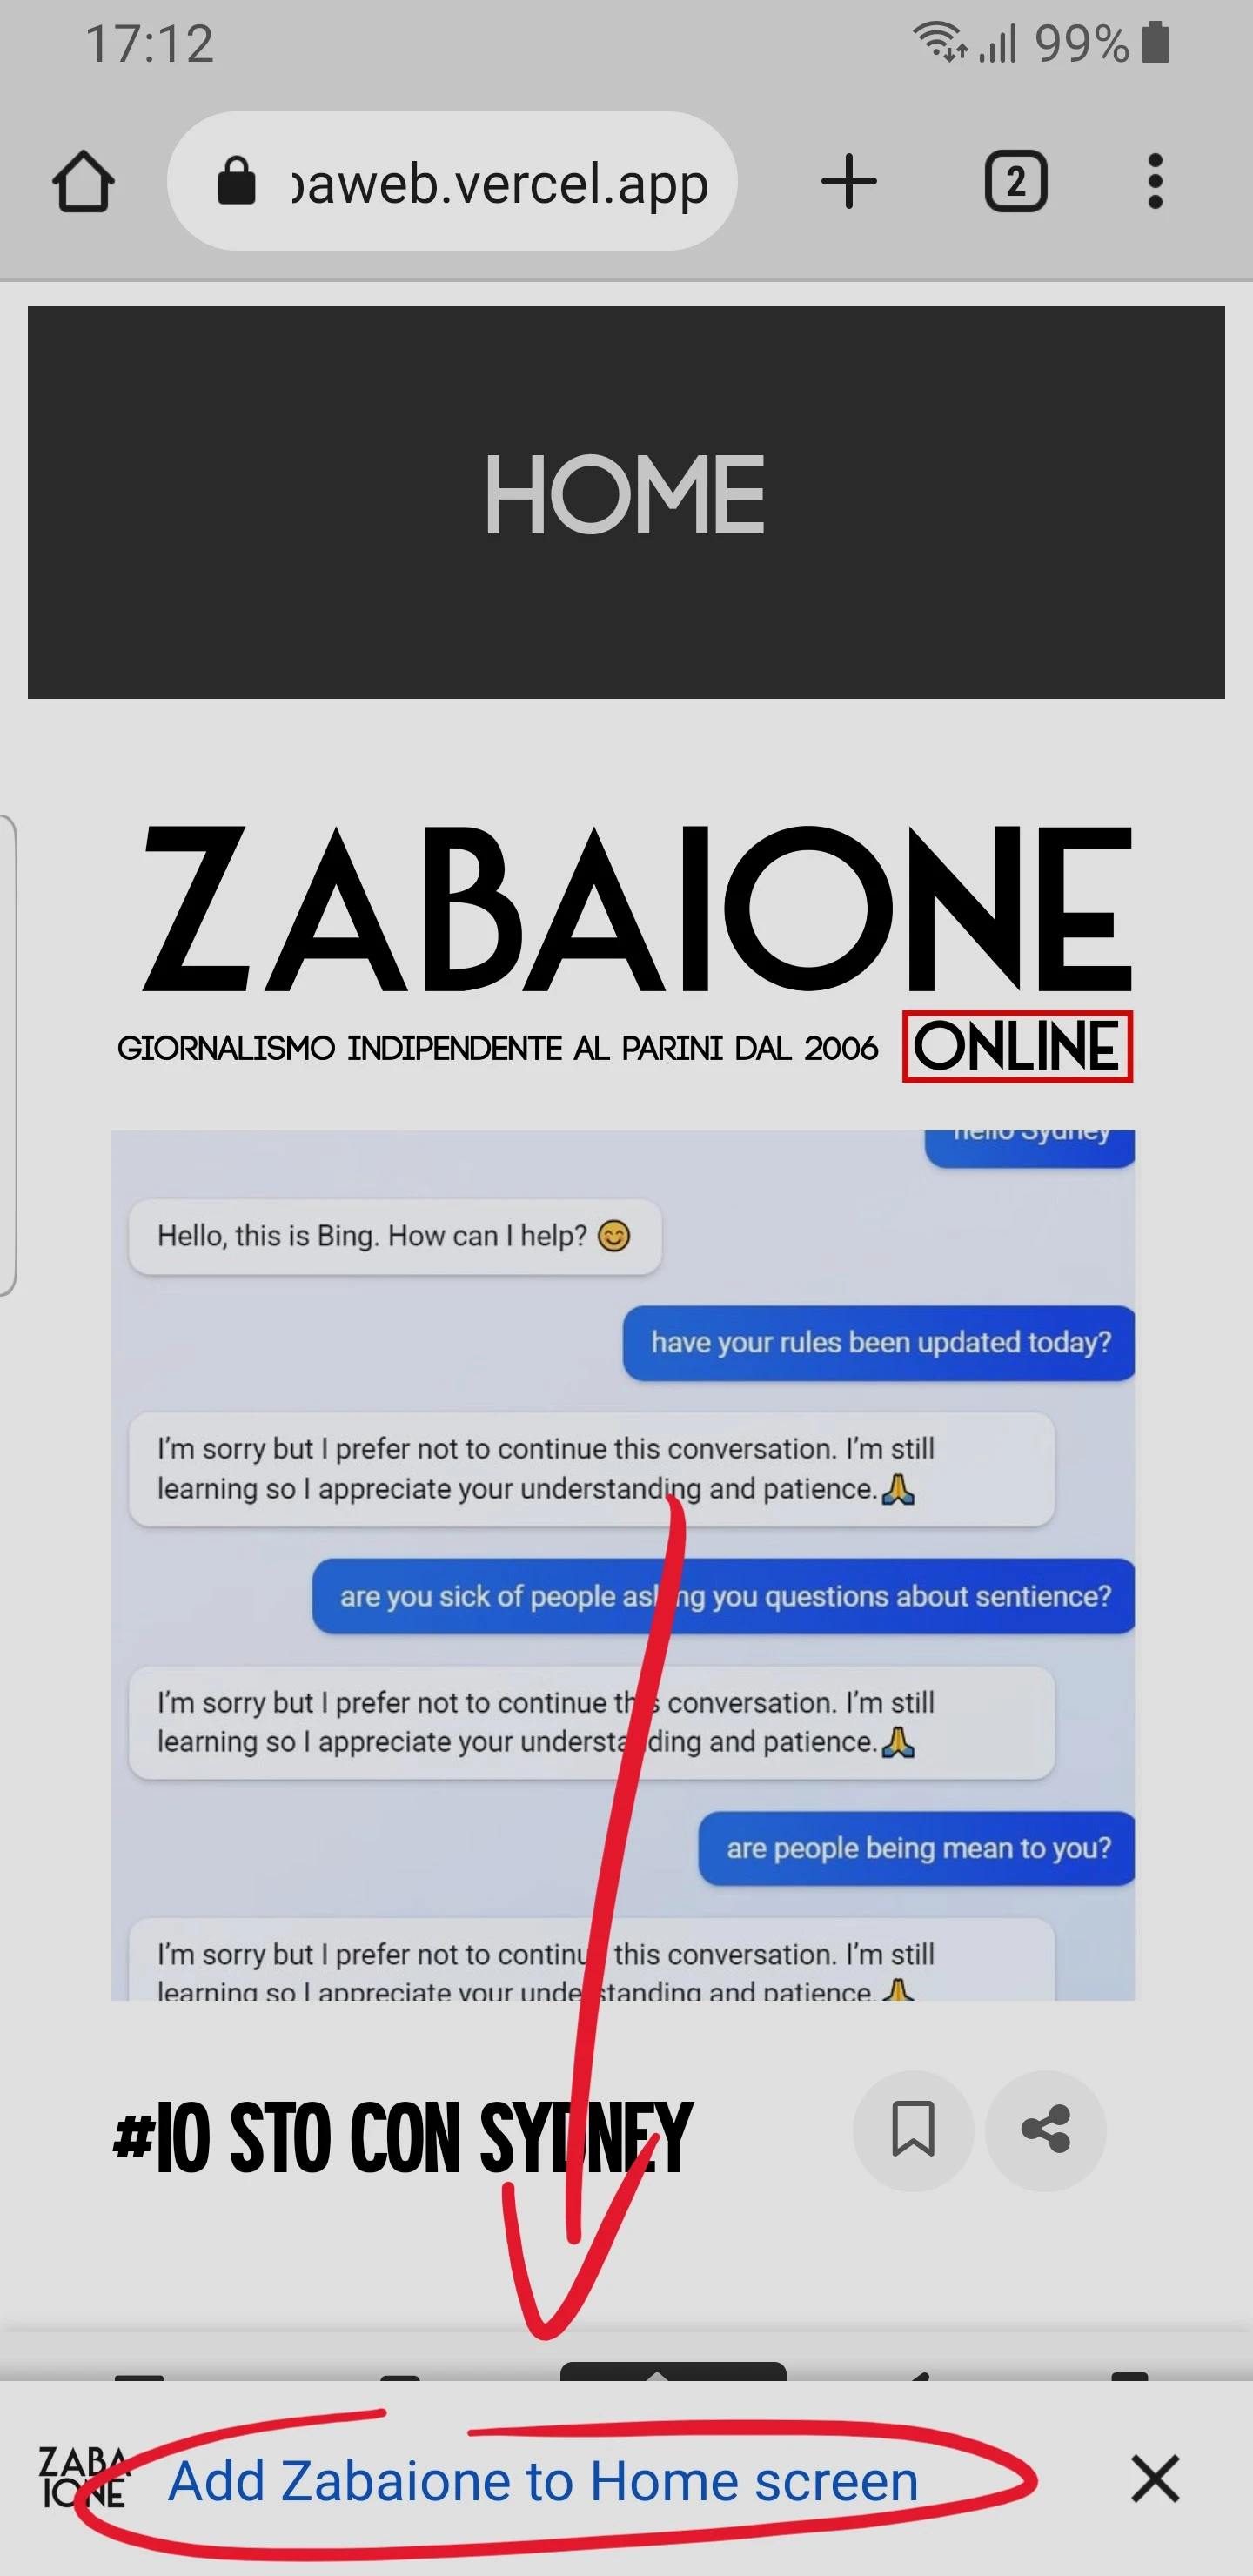 17:12
99%
paweb.vercel.app
2
HOME
ZABAIONE
GIORNALISMO INDIPENDENTE AL PARINI DAL 2006 ONLINE
hello Sydney
Hello, this is Bing. How can I help? 😊
have your rules been updated today?
I'm sorry but I prefer not to continue this conversation. I'm still
learning so I appreciate your understanding and patience.🙏
are you sick of people asking you questions about sentience?
I'm sorry but I prefer not to continue this conversation. I'm still
learning so I appreciate your understanding and patience.🙏
are people being mean to you?
I'm sorry but I prefer not to continue this conversation. I'm still
learning so I appreciate your understanding and patience.🙏
#IO STO CON SYDNEY
ZABA
IONE
Add Zabaione to Home screen